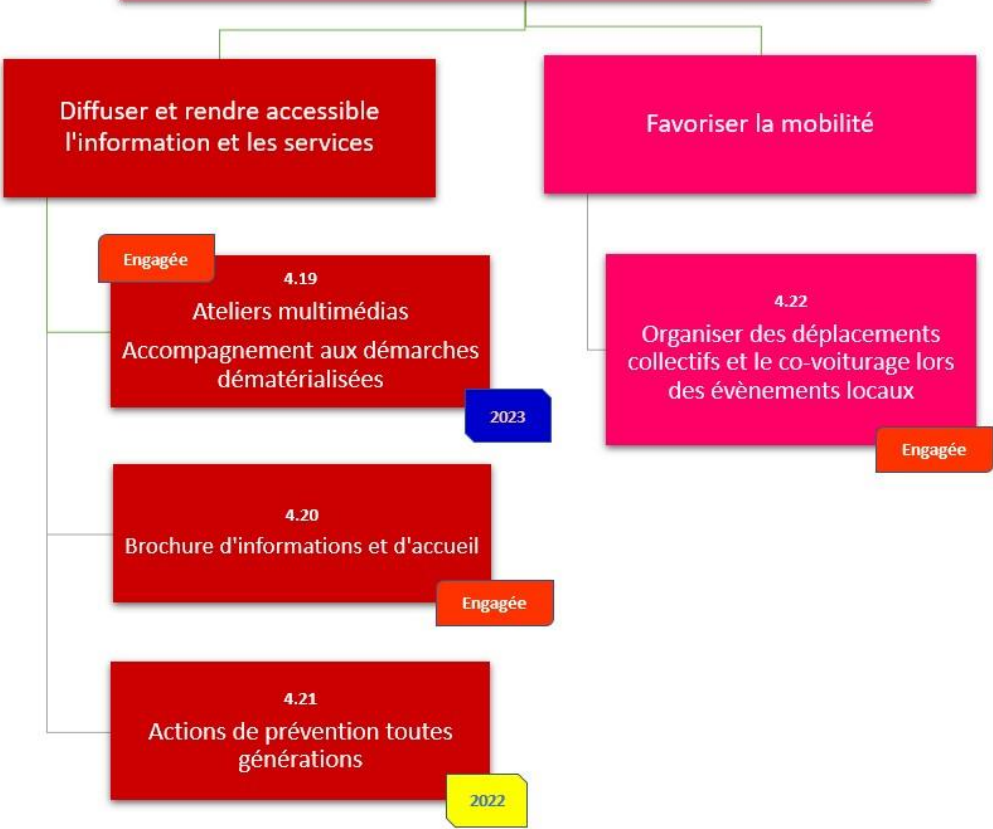 Diffuser et rendre accessible
l'information et les services
Favoriser la mobilité
Engagée
4.19
Ateliers multimédias
Accompagnement aux démarches
dématérialisées
2023
4.20
Brochure d'informations et d'accueil
Engagée
4.21
Actions de prévention toutes
générations
2022
4.22
Organiser des déplacements
collectifs et le co-voiturage lors
des évènements locaux
Engagée